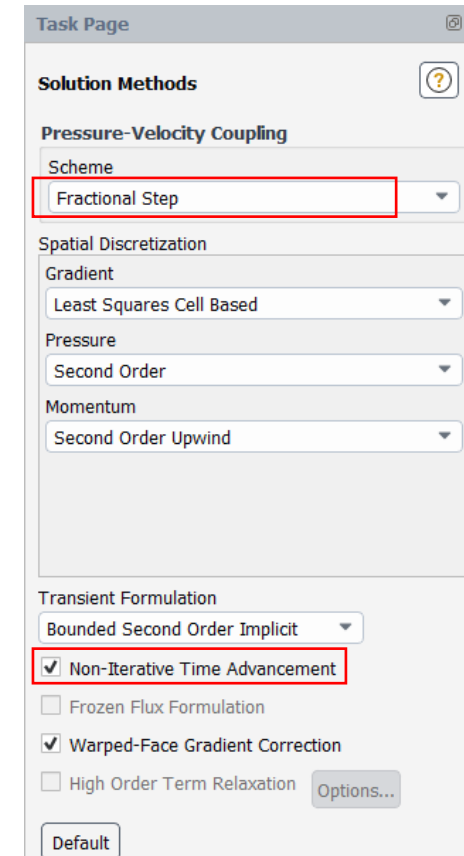 Task Page
Solution Methods
?
Pressure-Velocity Coupling
Scheme
Fractional Step
Spatial Discretization
Gradient
Least Squares Cell Based
Pressure
Second Order
Momentum
Second Order Upwind
Transient Formulation
Bounded Second Order Implicit
Non-Iterative Time Advancement
Frozen Flux Formulation
Warped-Face Gradient Correction
High Order Term Relaxation Options...
Default